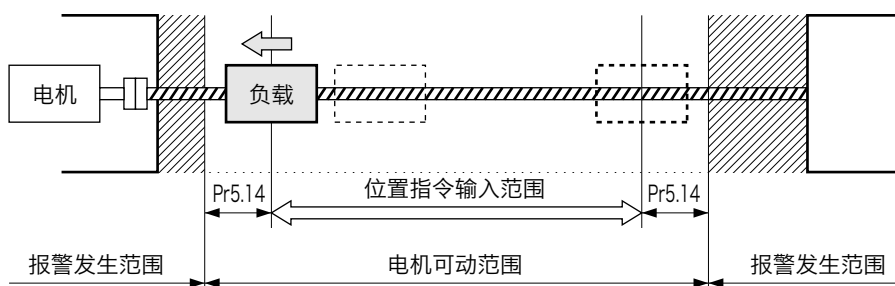 电机
负载
Pr5.14
位置指令输入范围
Pr5.14
报警发生范围
电机可动范围
报警发生范围